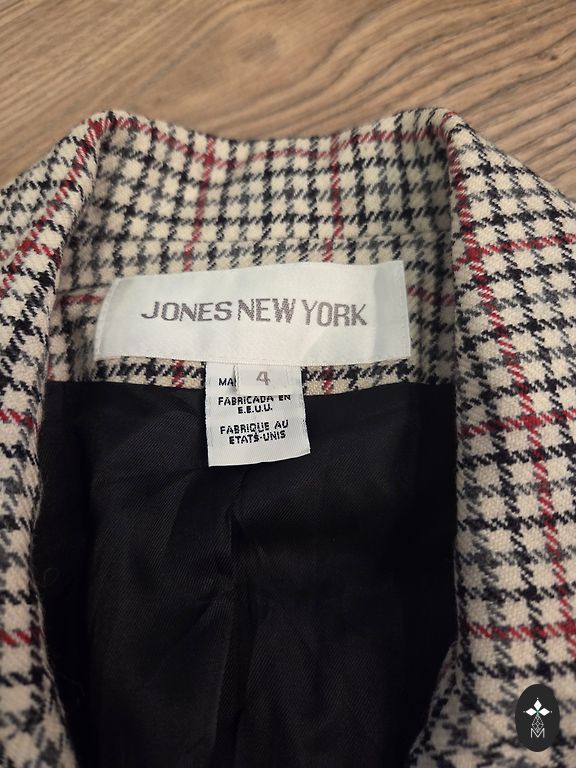 JONES NEW YORK
4
FABRICADA EN
E.E.U.U.
FABRIQUE AU
ETATS-UNIS
M